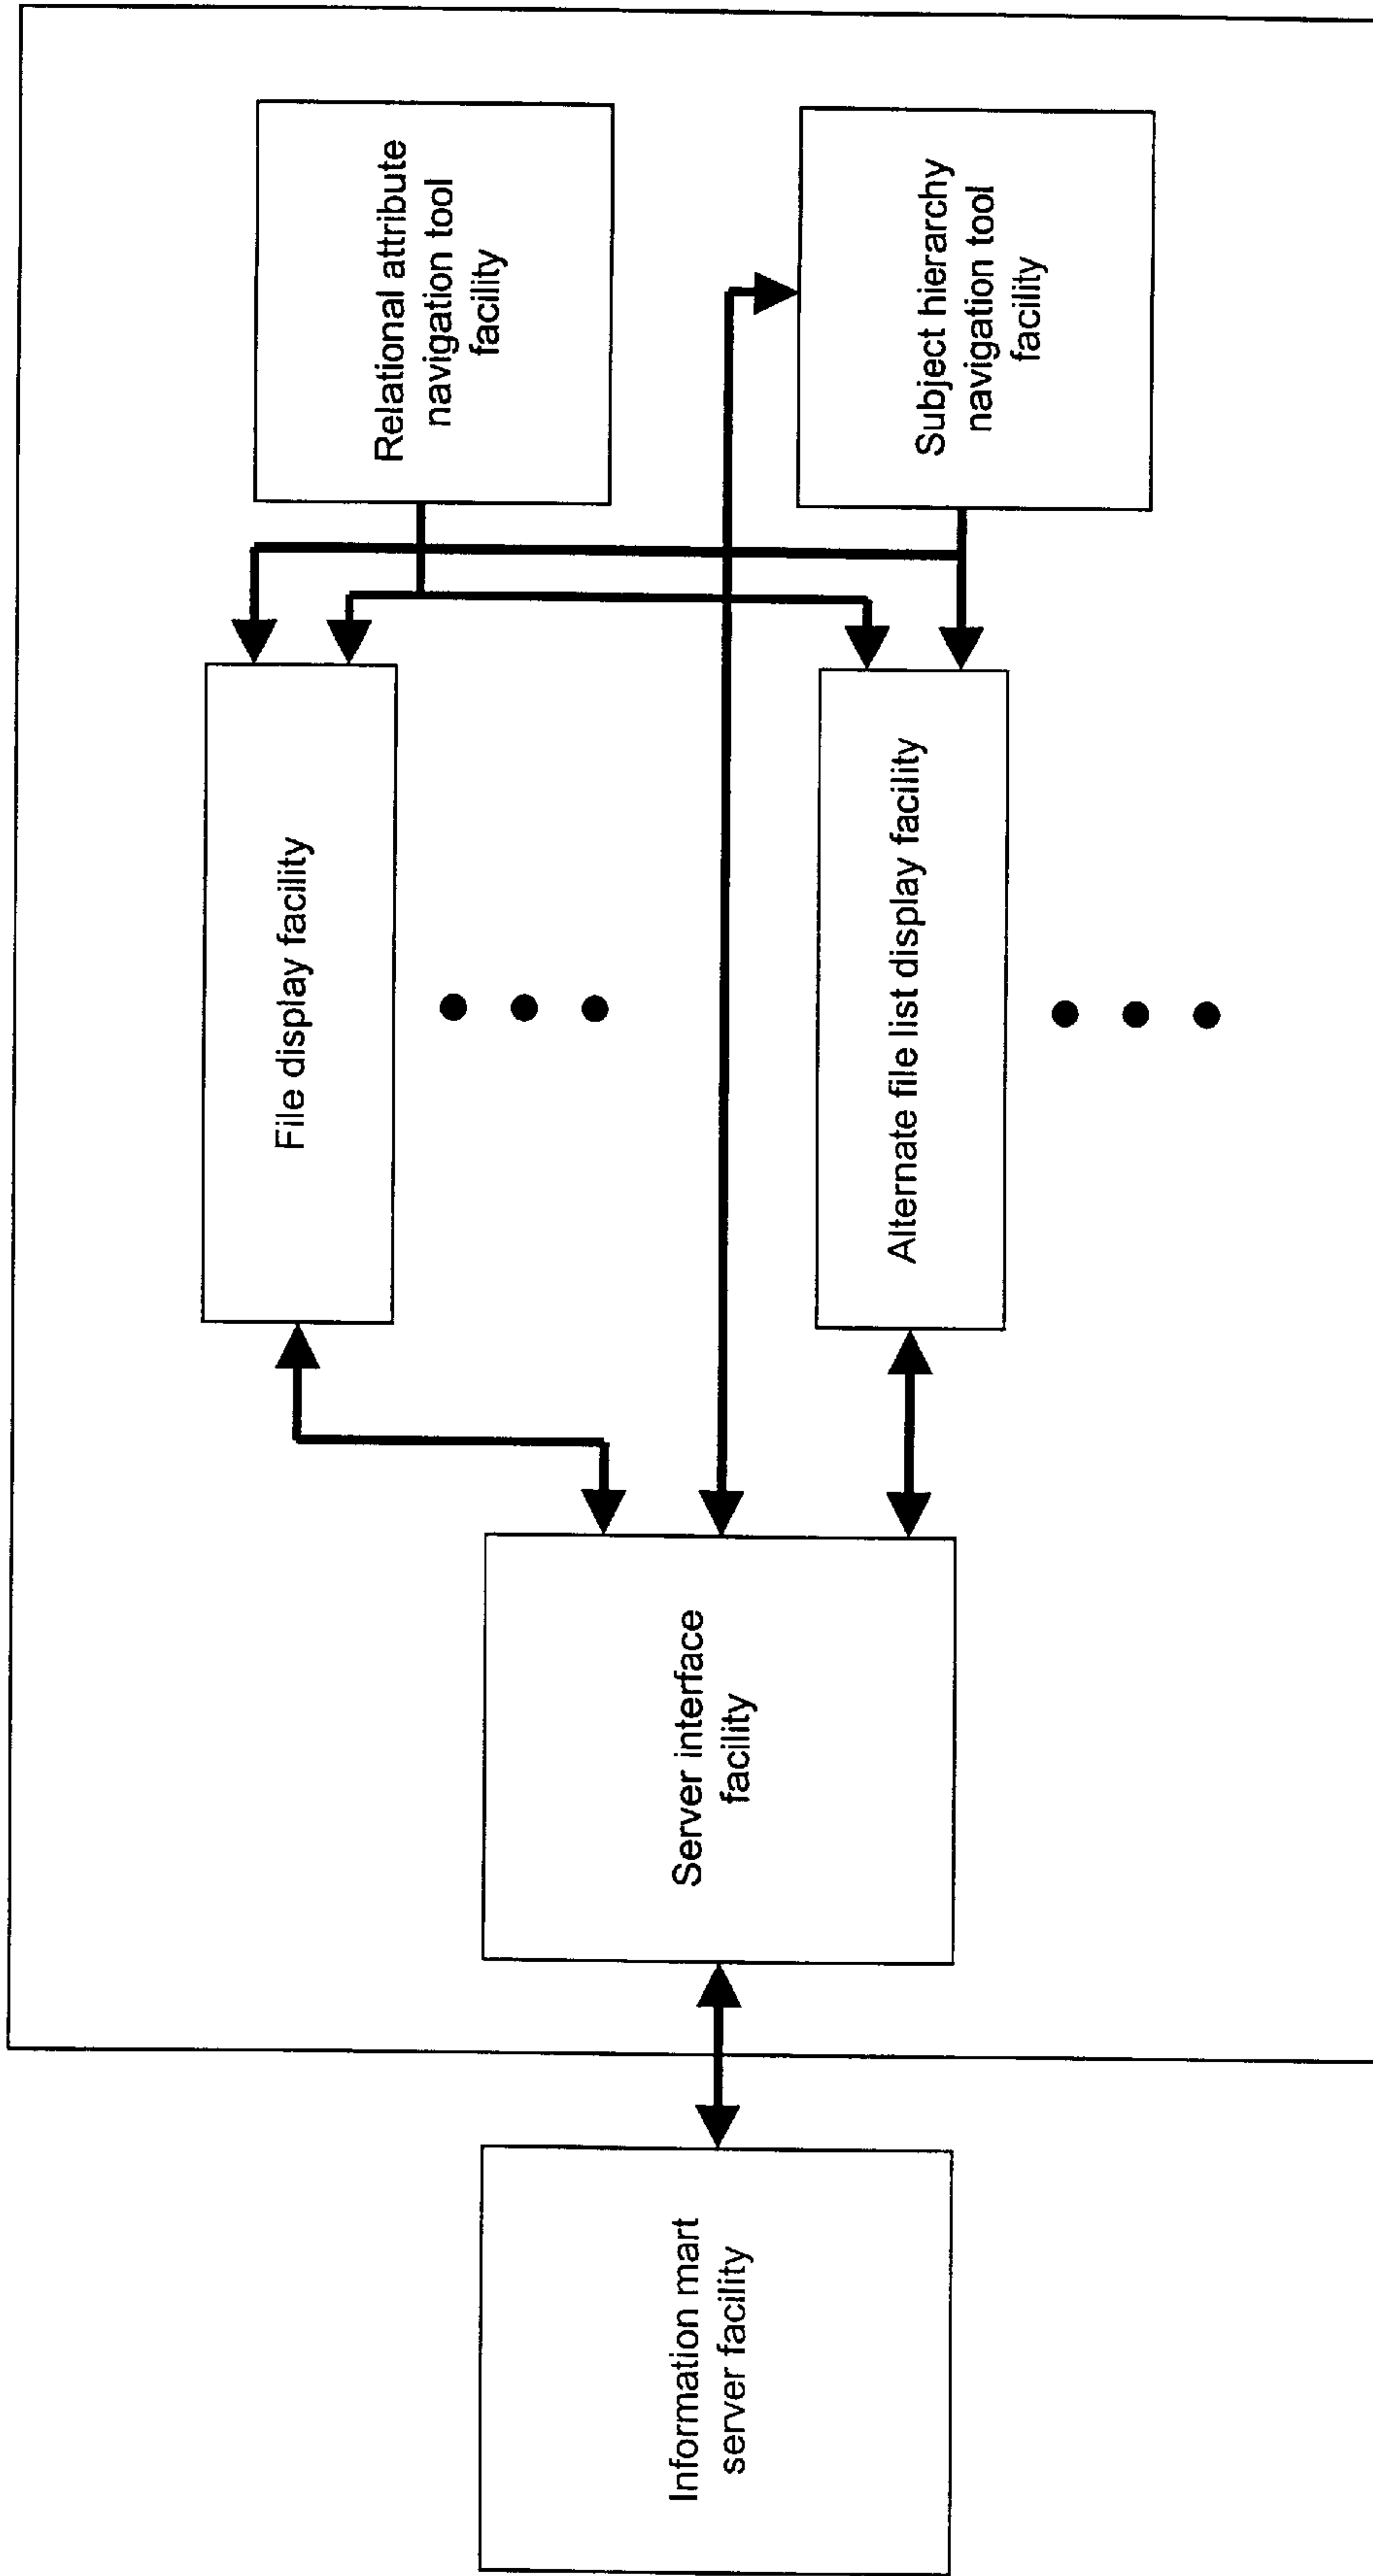 Information mart
server facility
Server interface
facility
File display facility
Alternate file list display facility
Relational attribute
navigation tool
facility
Subject hierarchy
navigation tool
facility